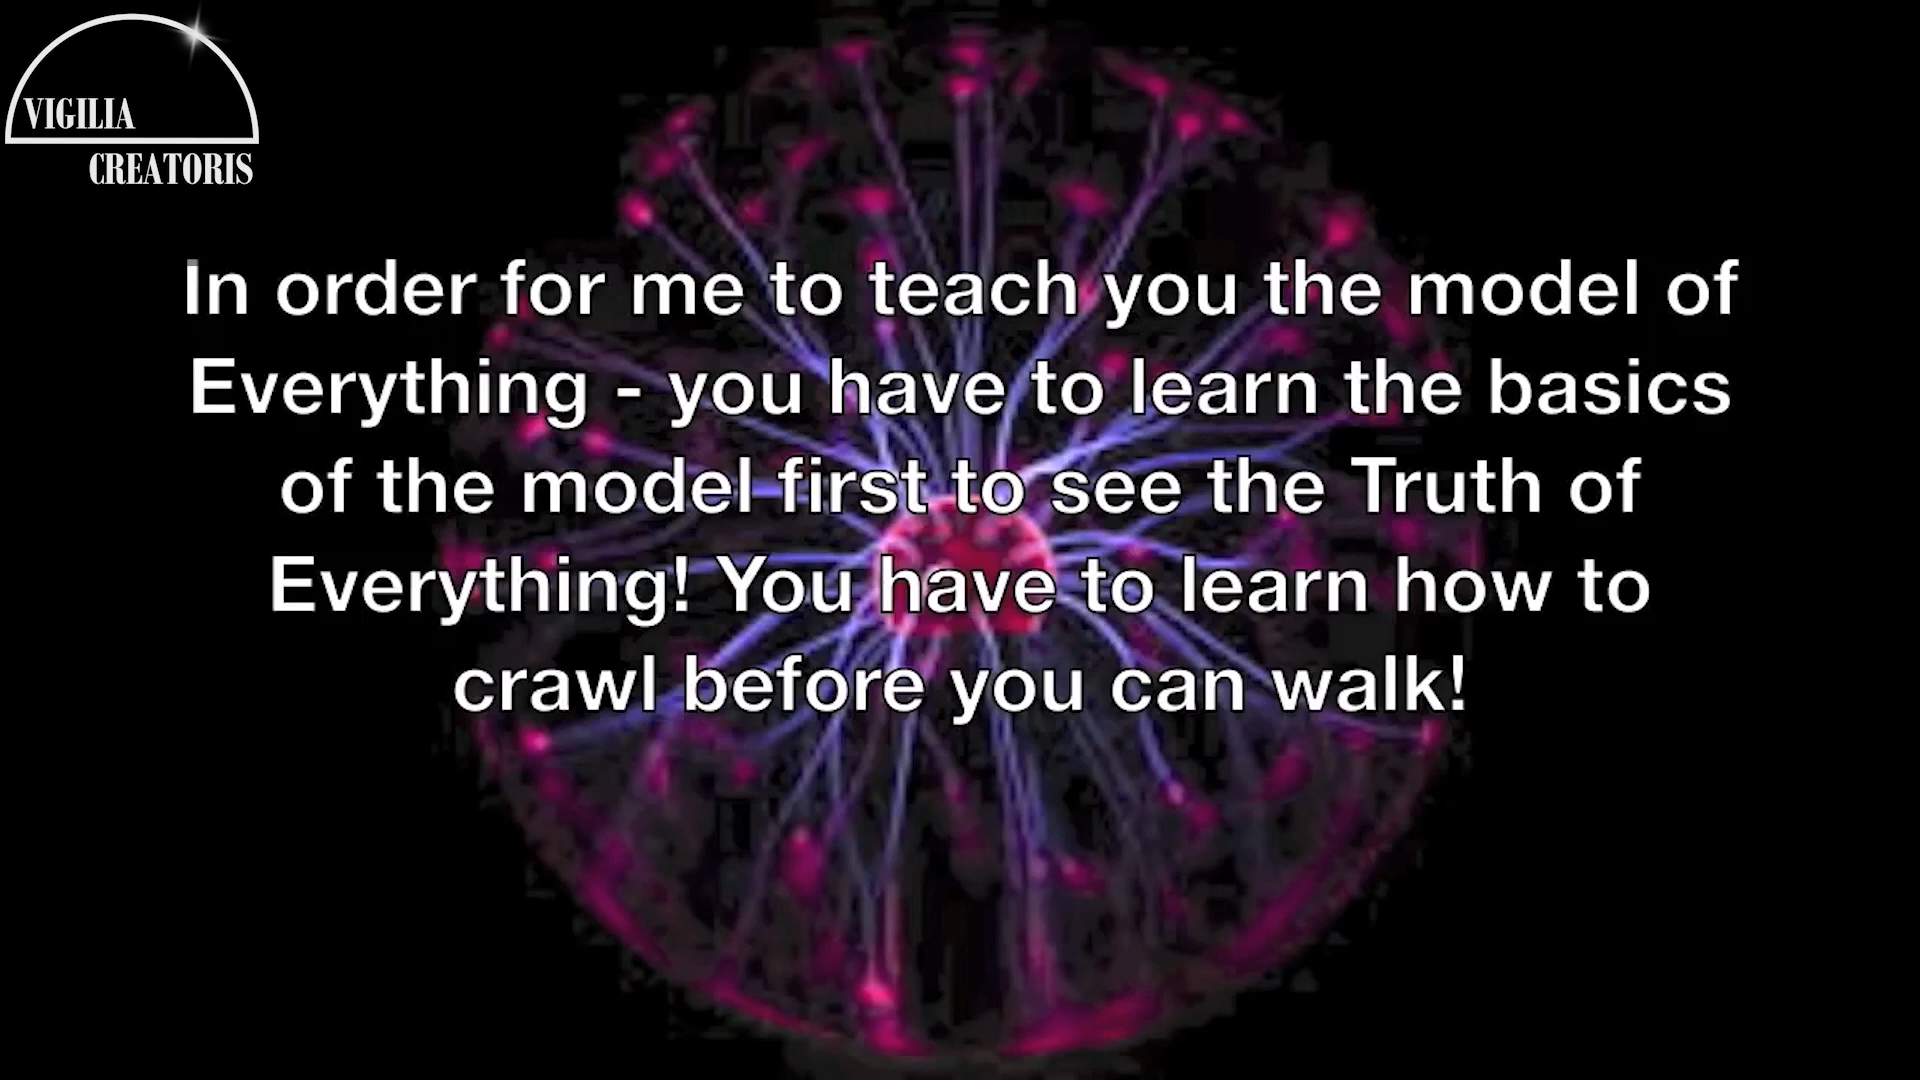 VIGILIA
CREATORIS
In order for me to teach you the model of
Everything - you have to learn the basics
of the model first to see the Truth of
Everything! You have to learn how to
crawl before you can walk!